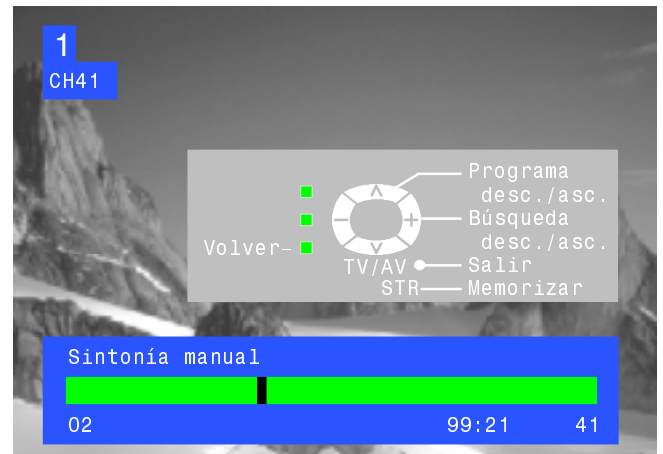 1
CH41
Programa
desc./asc.
Búsqueda
desc./asc.
Volver
TV/AV Salir
STR Memorizar
Sintonía manual
02 99:21 41